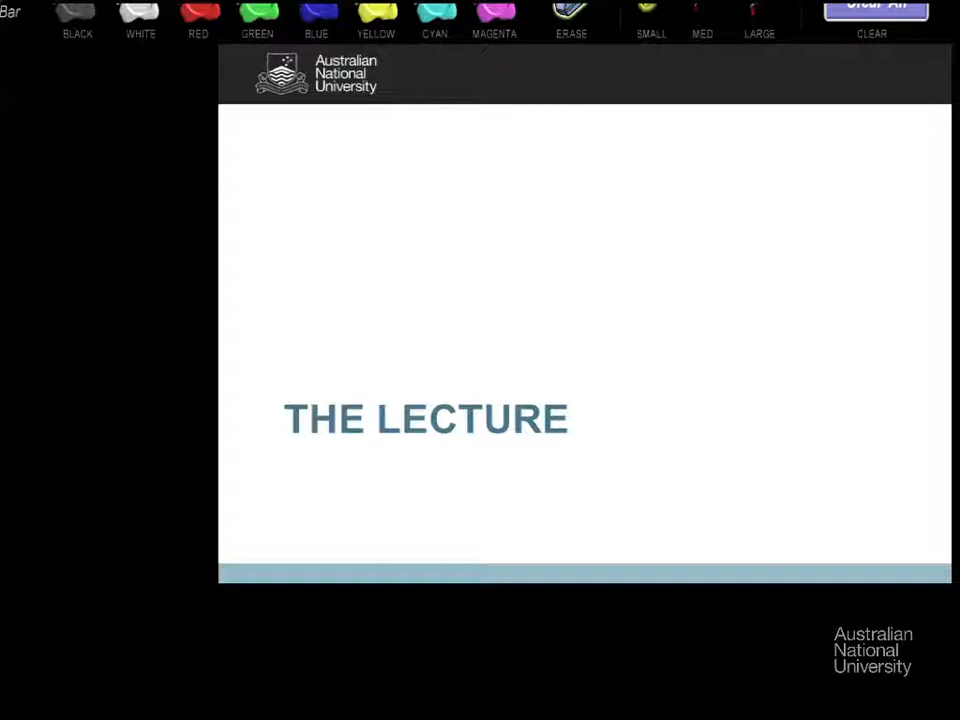 Bar
BLACK WHITE RED GREEN BLUE YELLOW CYAN MAGENTA ERASE SMALL MED LARGE CLEAR
Australian
National
University
THE LECTURE
Australian
National
University